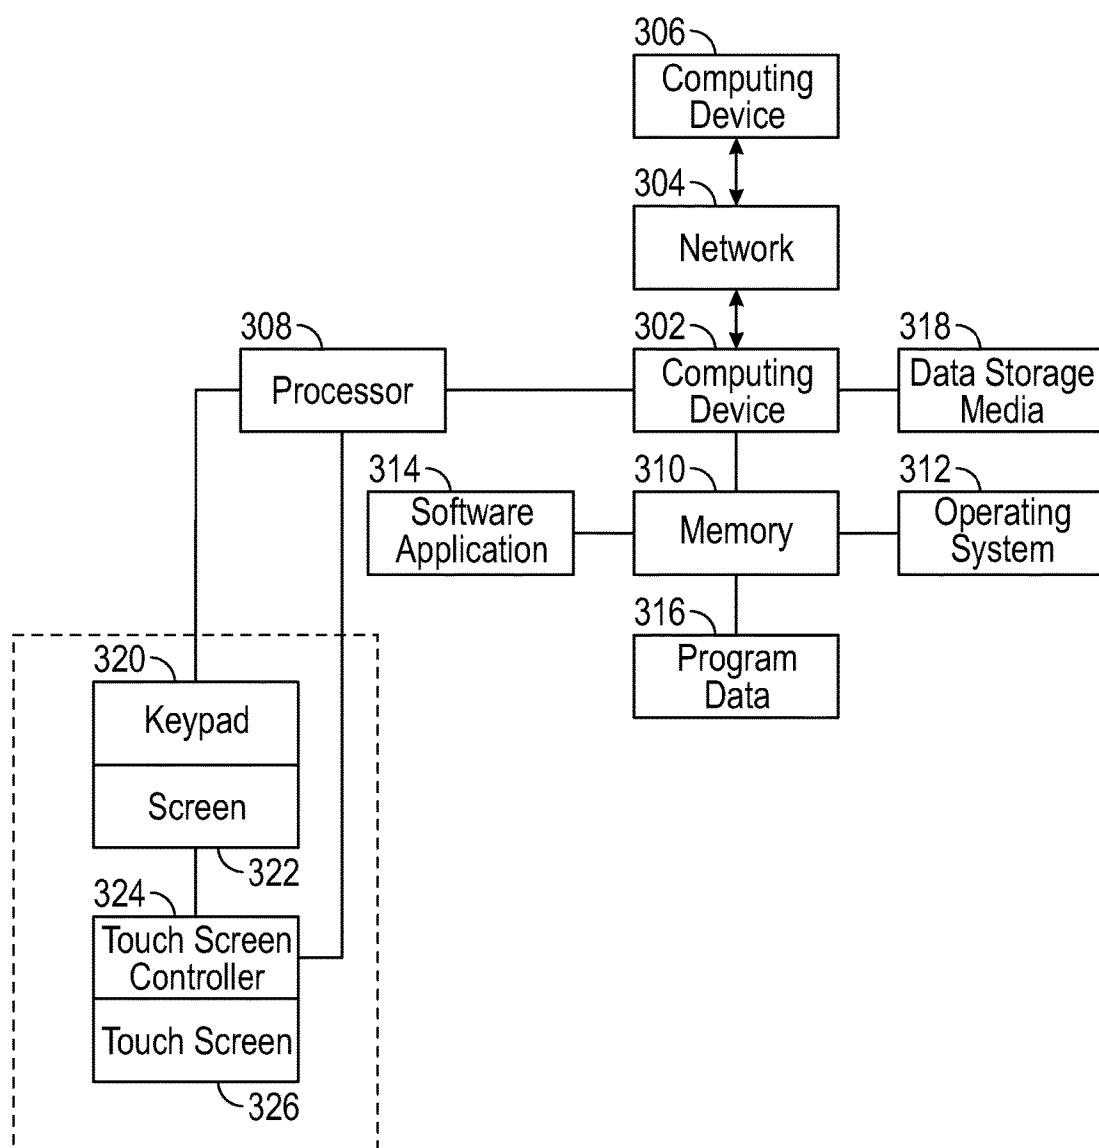 306
Computing
Device
304
Network
308
Processor
302
Computing
Device
318
Data Storage
Media
314
Software
Application
310
Memory
312
Operating
System
316
Program
Data
320
Keypad
Screen
322
324
Touch Screen
Controller
Touch Screen
326